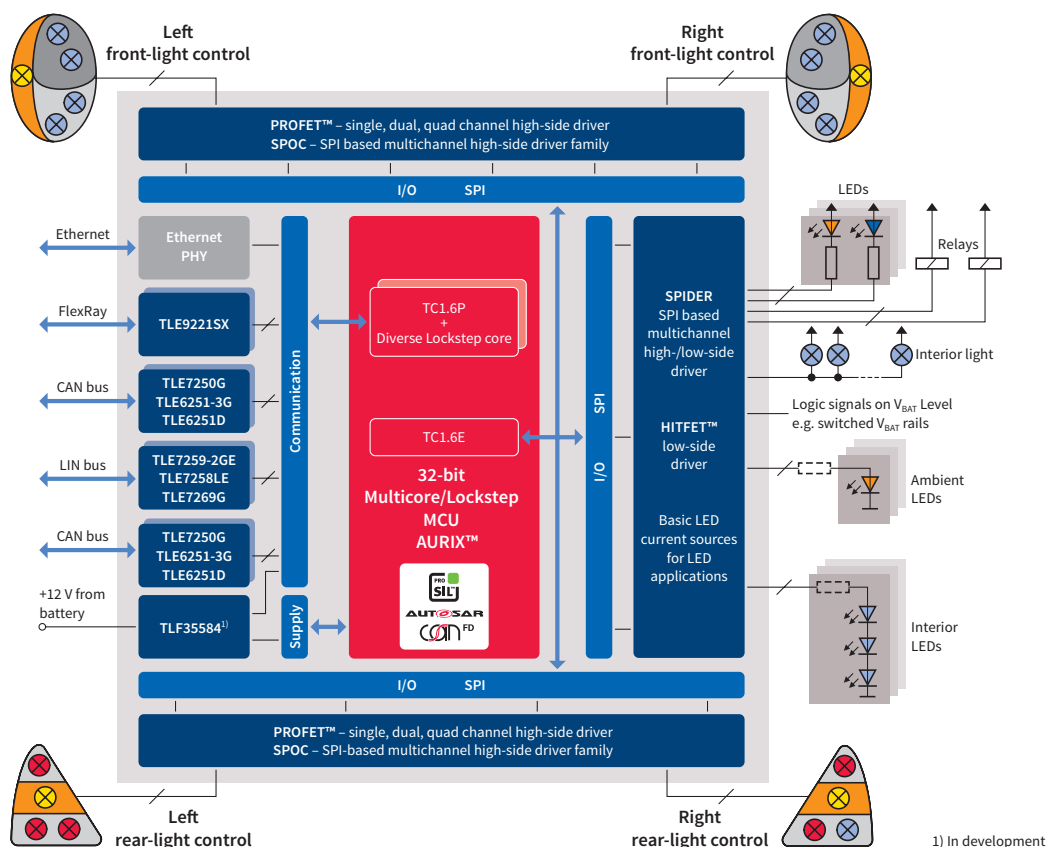 Left
front-light control
Right
front-light control
PROFET™ – single, dual, quad channel high-side driver
SPOC – SPI based multichannel high-side driver family
I/O SPI
LEDs
Relays
Ethernet
Ethernet
PHY
FlexRay
TLE9221SX
CAN bus
TLE7250G
TLE6251-3G
TLE6251D
LIN bus
TLE7259-2GE
TLE7258LE
TLE7269G
CAN bus
TLE7250G
TLE6251-3G
TLE6251D
+12 V from
battery
TLF35584¹⁾
Communication
Supply
TC1.6P
+
Diverse Lockstep core
TC1.6E
32-bit
Multicore/Lockstep
MCU
AURIX™
PRO
SIL
AUTOSAR
CAN FD
I/O SPI
SPIDER
SPI based
multichannel
high-/low-side
driver
HITFET™
low-side
driver
Basic LED
current sources
for LED
applications
Interior light
Logic signals on VBAT Level
e.g. switched VBAT rails
Ambient
LEDs
Interior
LEDs
I/O SPI
PROFET™ – single, dual, quad channel high-side driver
SPOC – SPI-based multichannel high-side driver family
Left
rear-light control
Right
rear-light control
1) In development